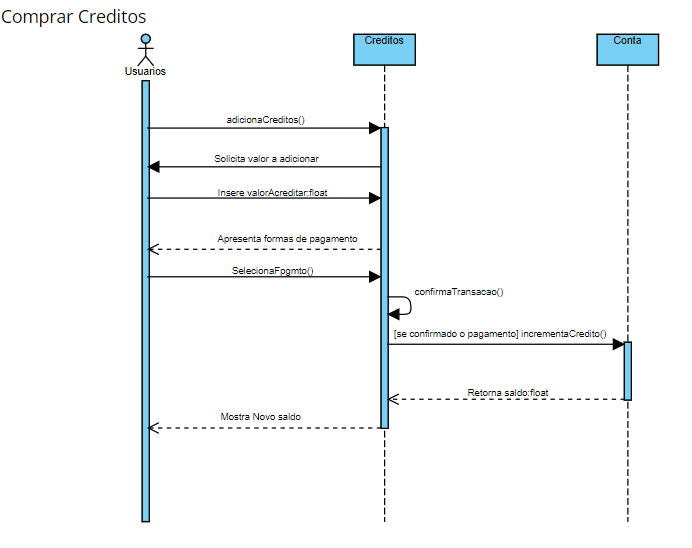 Comprar Creditos
Usuarios
Creditos
Conta
adicionaCreditos()
Solicita valor a adicionar
Insere valorAcreditar:float
Apresenta formas de pagamento
SelecionaFpgmto()
confirmaTransacao()
[se confirmado o pagamento] incrementaCredito()
Retorna saldo:float
Mostra Novo saldo